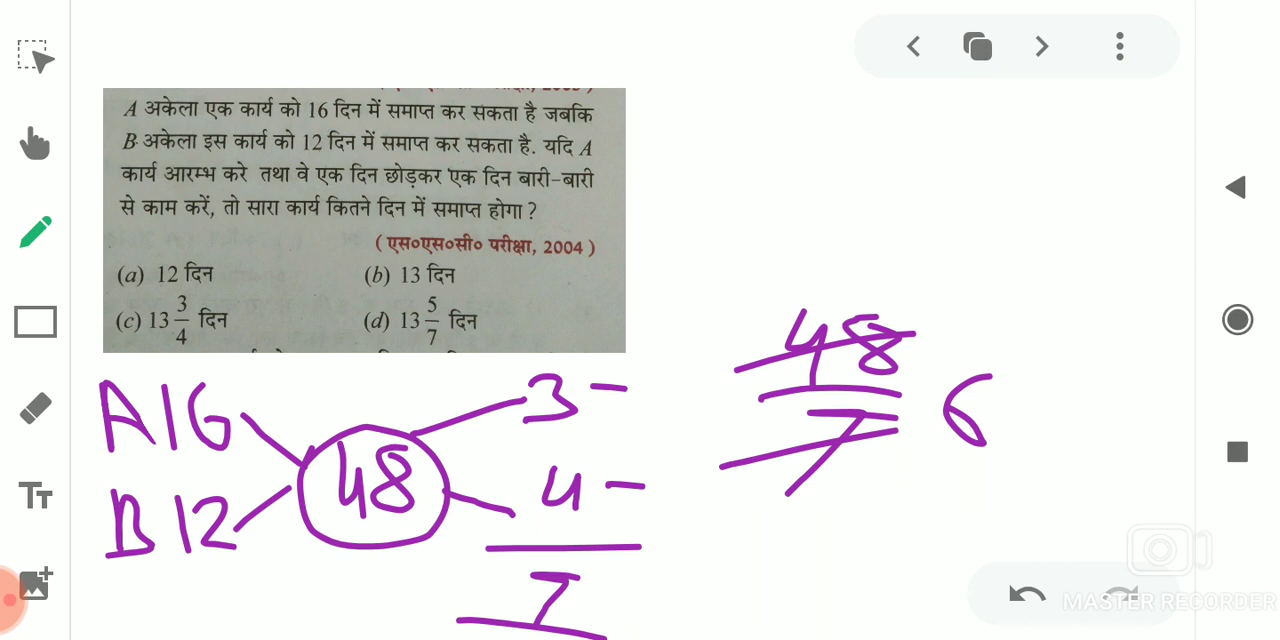 A अकेला एक कार्य को 16 दिन में समाप्त कर सकता है जबकि
B अकेला इस कार्य को 12 दिन में समाप्त कर सकता है. यदि A
कार्य आरम्भ करे तथा वे एक दिन छोड़कर एक दिन बारी-बारी
से काम करें, तो सारा कार्य कितने दिन में समाप्त होगा ?
( एस०एस०सी० परीक्षा, 2004 )
(a) 12 दिन (b) 13 दिन
(c) 13 3/4 दिन (d) 13 5/7 दिन
A 16
B 12
48
3 -
4 -
7
48
7
6
Tт
MASTER RECORDER